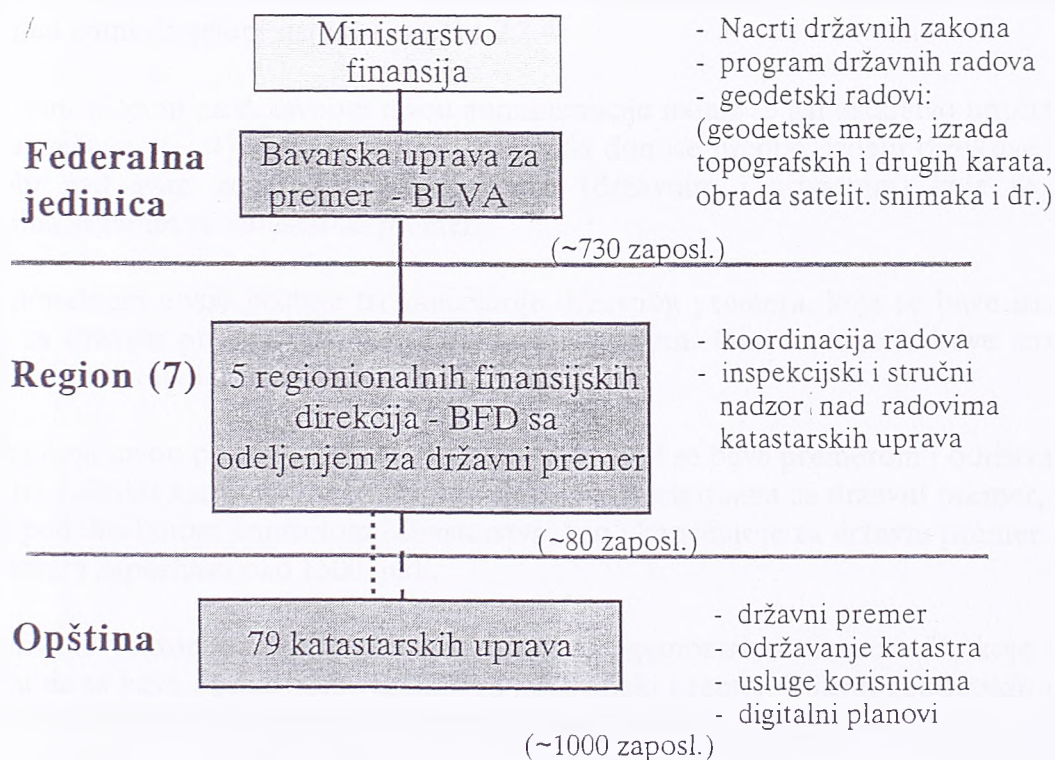 Ministarstvo
finansija
- Nacrti državnih zakona
- program državnih radova
- geodetski radovi:
(geodetske mreze, izrada
topografskih i drugih karata,
obrada satelit. snimaka i dr.)
Federalna
jedinica
Bavarska uprava za
premer - BLVA
(~730 zaposl.)
Region (7)
5 regionionalnih finansijskih
direkcija - BFD sa
odeljenjem za državni premer
- koordinacija radova
- inspekcijski i stručni
nadzor nad radovima
katastarskih uprava
(~80 zaposl.)
Opština
79 katastarskih uprava
- državni premer
- održavanje katastra
- usluge korisnicima
- digitalni planovi
(~1000 zaposl.)